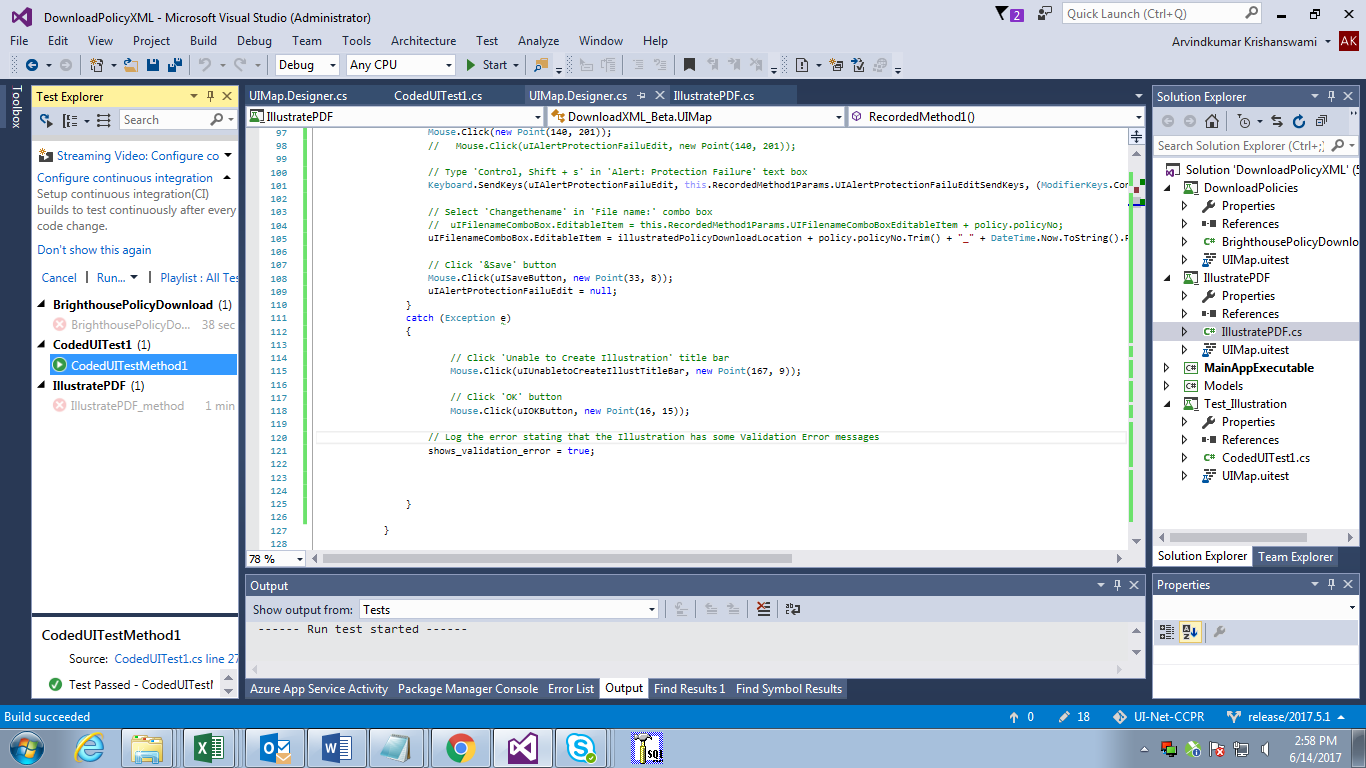 DownloadPolicyXML - Microsoft Visual Studio (Administrator)
2
Quick Launch (Ctrl+Q)
File Edit View Project Build Debug Team Tools Architecture Test Analyze Window Help
Arvindkumar Krishanswami AK
Debug Any CPU Start
Toolbox
Test Explorer
Search
Streaming Video: Configure co
Configure continuous integration
Setup continuous integration(CI)
builds to test continuously after every
code change.
Don't show this again
Cancel Run... Playlist : All Tes
BrighthousePolicyDownload (1)
BrighthousePolicyDo... 38 sec
CodedUITest1 (1)
CodedUITestMethod1
IllustratePDF (1)
IllustratePDF_method 1 min
CodedUITestMethod1
Source: CodedUITest1.cs line 27
Test Passed - CodedUITestM
UIMap.Designer.cs CodedUITest1.cs UIMap.Designer.cs IllustratePDF.cs
IllustratePDF DownloadXML_Beta.UIMap RecordedMethod1()
97 Mouse.Click(new Point(140, 201));
98 //   Mouse.Click(uIAlertProtectionFailuEdit, new Point(140, 201));
99
100 // Type 'Control, Shift + s' in 'Alert: Protection Failure' text box
101 Keyboard.SendKeys(uIAlertProtectionFailuEdit, this.RecordedMethod1Params.UIAlertProtectionFailuEditSendKeys, (ModifierKeys.Con
102
103 // Select 'Changethename' in 'File name:' combo box
104 //  uIFilenameComboBox.EditableItem = this.RecordedMethod1Params.UIFilenameComboBoxEditableItem + policy.policyNo;
105 uIFilenameComboBox.EditableItem = illustratedPolicyDownloadLocation + policy.policyNo.Trim() + "_" + DateTime.Now.ToString().R
106
107 // Click '&Save' button
108 Mouse.Click(uISaveButton, new Point(33, 8));
109 uIAlertProtectionFailuEdit = null;
110 }
111 catch (Exception e)
112 {
113
114 // Click 'Unable to Create Illustration' title bar
115 Mouse.Click(uIUnabletoCreateIllustTitleBar, new Point(167, 9));
116
117 // Click 'OK' button
118 Mouse.Click(uIOKButton, new Point(16, 15));
119
120 // Log the error stating that the Illustration has some Validation Error messages
121 shows_validation_error = true;
122
123
124
125 }
126
127 }
128
78 %
Output
Show output from: Tests
------ Run test started ------
Azure App Service Activity Package Manager Console Error List Output Find Results 1 Find Symbol Results
Solution Explorer
Search Solution Explorer (Ctrl+;)
Solution 'DownloadPolicyXML' (
DownloadPolicies
Properties
References
BrighthousePolicyDownlo
UIMap.uitest
IllustratePDF
Properties
References
IllustratePDF.cs
UIMap.uitest
MainAppExecutable
Models
Test_Illustration
Properties
References
CodedUITest1.cs
UIMap.uitest
Solution Explorer Team Explorer
Properties
Build succeeded
0 18 UI-Net-CCPR release/2017.5.1
SQL
2:58 PM
6/14/2017